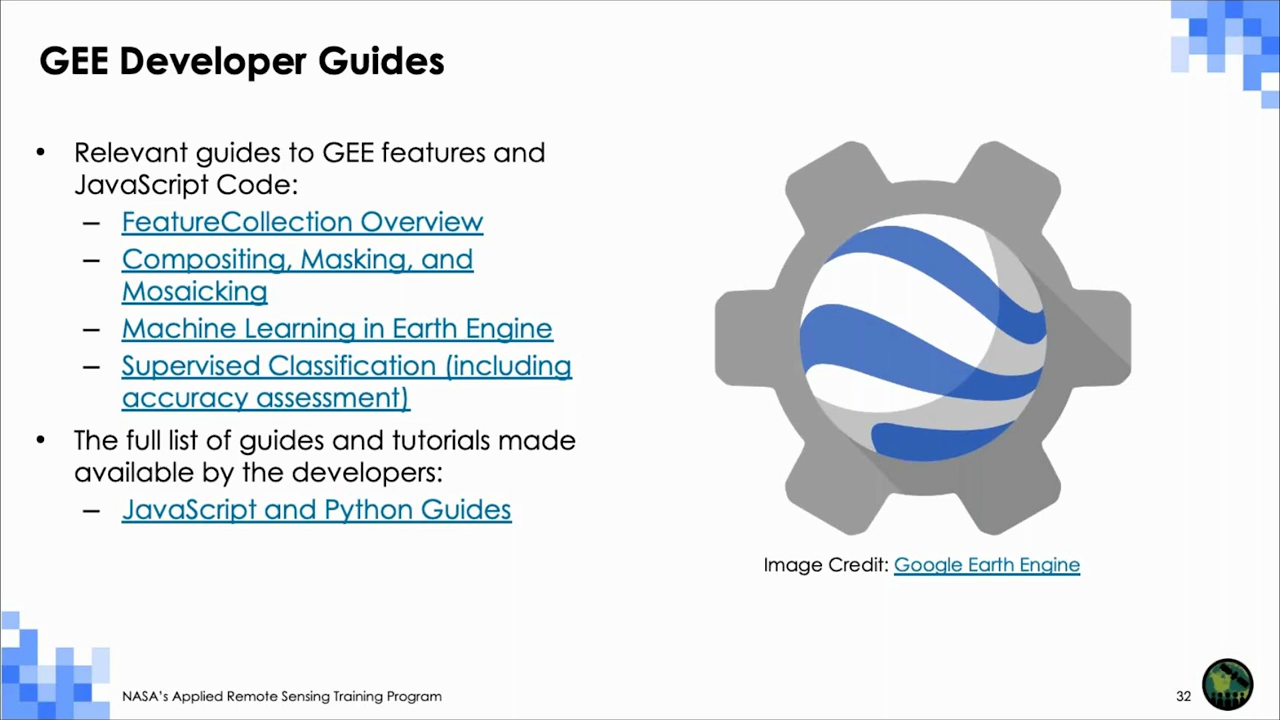 GEE Developer Guides
• Relevant guides to GEE features and
JavaScript Code:
– FeatureCollection Overview
– Compositing, Masking, and
Mosaicking
– Machine Learning in Earth Engine
– Supervised Classification (including
accuracy assessment)
• The full list of guides and tutorials made
available by the developers:
– JavaScript and Python Guides
Image Credit: Google Earth Engine
NASA's Applied Remote Sensing Training Program
32